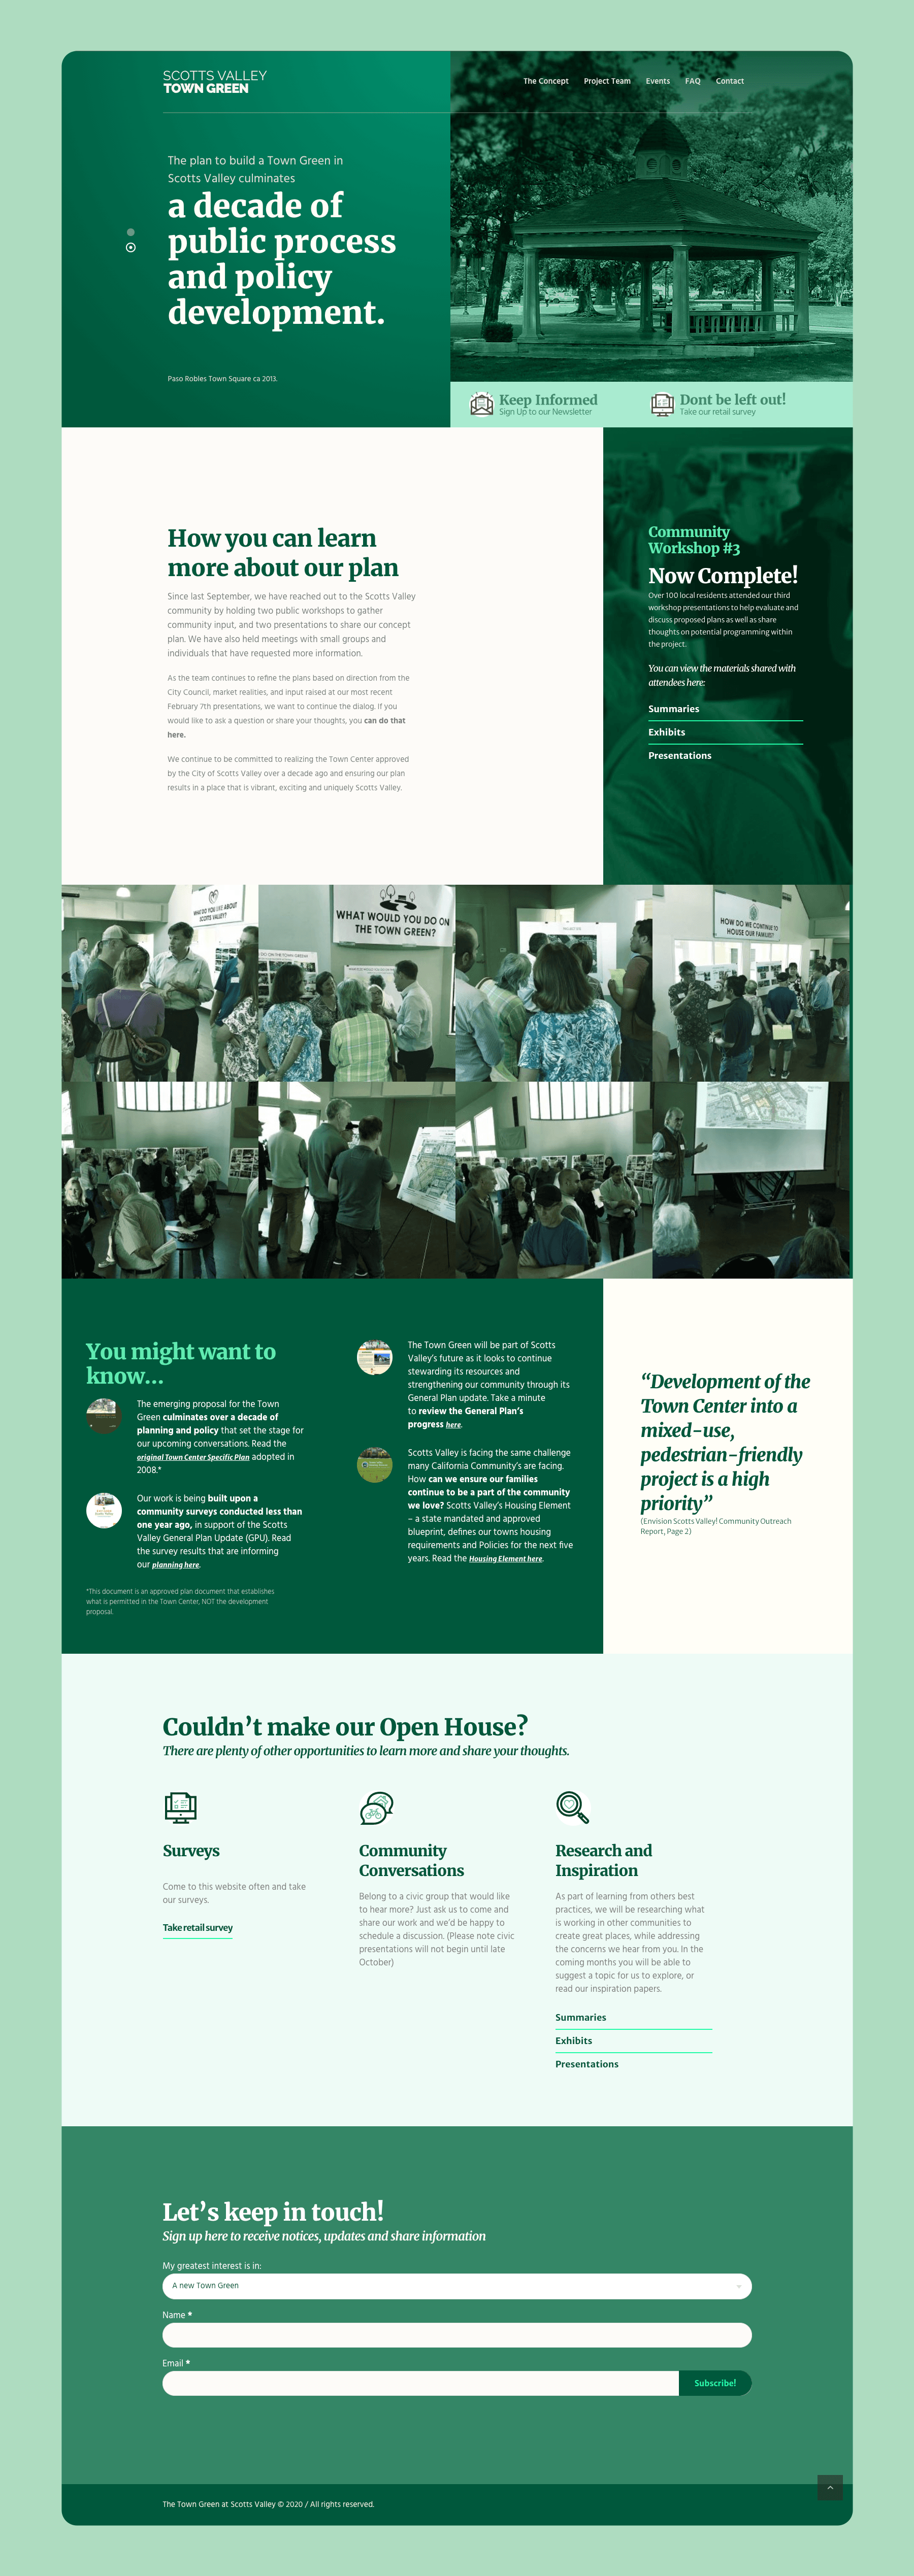 SCOTTS VALLEY
TOWN GREEN
The Concept
Project Team
Events
FAQ
Contact
The plan to build a Town Green in
Scotts Valley culminates
a decade of
public process
and policy
development.
Paso Robles Town Square ca 2013.
Keep Informed
Sign Up to our Newsletter
Dont be left out!
Take our retail survey
How you can learn
more about our plan
Since last September, we have reached out to the Scotts Valley
community by holding two public workshops to gather
community input, and two presentations to share our concept
plan. We have also held meetings with small groups and
individuals that have requested more information.
As the team continues to refine the plans based on direction from the
City Council, market realities, and input raised at our most recent
February 7th presentations, we want to continue the dialog. If you
would like to ask a question or share your thoughts, you can do that
here.
We continue to be committed to realizing the Town Center approved
by the City of Scotts Valley over a decade ago and ensuring our plan
results in a place that is vibrant, exciting and uniquely Scotts Valley.
Community
Workshop #3
Now Complete!
Over 100 local residents attended our third
workshop presentations to help evaluate and
discuss proposed plans as well as share
thoughts on potential programming within
the project.
You can view the materials shared with
attendees here:
Summaries
Exhibits
Presentations
WHAT DO YOU LIKE
SCOTTS VALLEY?
WHAT WOULD YOU DO ON
THE TOWN GREEN?
HOW DO WE CONTINUE TO
HOUSE OUR FAMILIES?
You might want to
know…
The emerging proposal for the Town
Green culminates over a decade of
planning and policy that set the stage for
our upcoming conversations. Read the
original Town Center Specific Plan adopted in
2008.*
Our work is being built upon a
community surveys conducted less than
one year ago, in support of the Scotts
Valley General Plan Update (GPU). Read
the survey results that are informing
our planning here.
*This document is an approved plan document that establishes
what is permitted in the Town Center, NOT the development
proposal.
The Town Green will be part of Scotts
Valley's future as it looks to continue
stewarding its resources and
strengthening our community through its
General Plan update. Take a minute
to review the General Plan's
progress here.
Scotts Valley is facing the same challenge
many California Community's are facing.
How can we ensure our families
continue to be a part of the community
we love? Scotts Valley's Housing Element
– a state mandated and approved
blueprint, defines our towns housing
requirements and Policies for the next five
years. Read the Housing Element here.
“Development of the
Town Center into a
mixed-use,
pedestrian-friendly
project is a high
priority”
(Envision Scotts Valley! Community Outreach
Report, Page 2)
Couldn't make our Open House?
There are plenty of other opportunities to learn more and share your thoughts.
Surveys
Come to this website often and take
our surveys.
Take retail survey
Community
Conversations
Belong to a civic group that would like
to hear more? Just ask us to come and
share our work and we'd be happy to
schedule a discussion. (Please note civic
presentations will not begin until late
October)
Research and
Inspiration
As part of learning from others best
practices, we will be researching what
is working in other communities to
create great places, while addressing
the concerns we hear from you. In the
coming months you will be able to
suggest a topic for us to explore, or
read our inspiration papers.
Summaries
Exhibits
Presentations
Let's keep in touch!
Sign up here to receive notices, updates and share information
My greatest interest is in:
A new Town Green
Name *
Email *
Subscribe!
The Town Green at Scotts Valley © 2020 / All rights reserved.